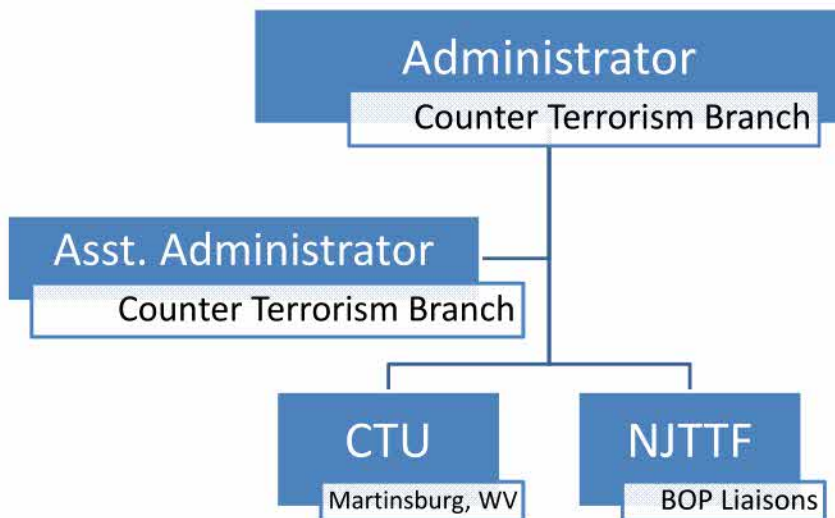 Administrator
Counter Terrorism Branch
Asst. Administrator
Counter Terrorism Branch
CTU
Martinsburg, WV
NJTTF
BOP Liaisons